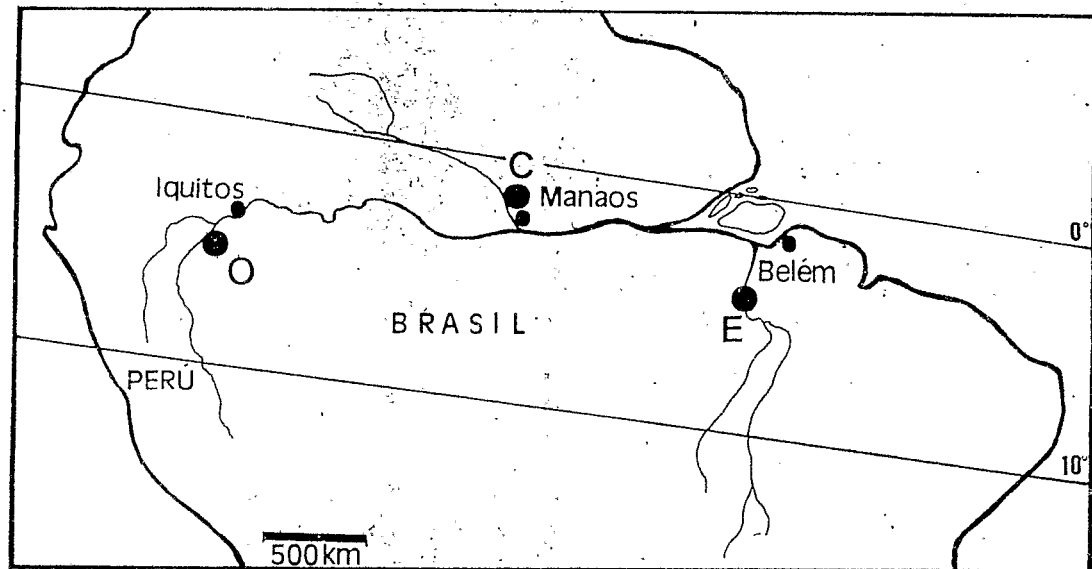 C
Iquitos
Manaos
0°
O
Belém
BRASIL
E
PERÚ
10°
500km